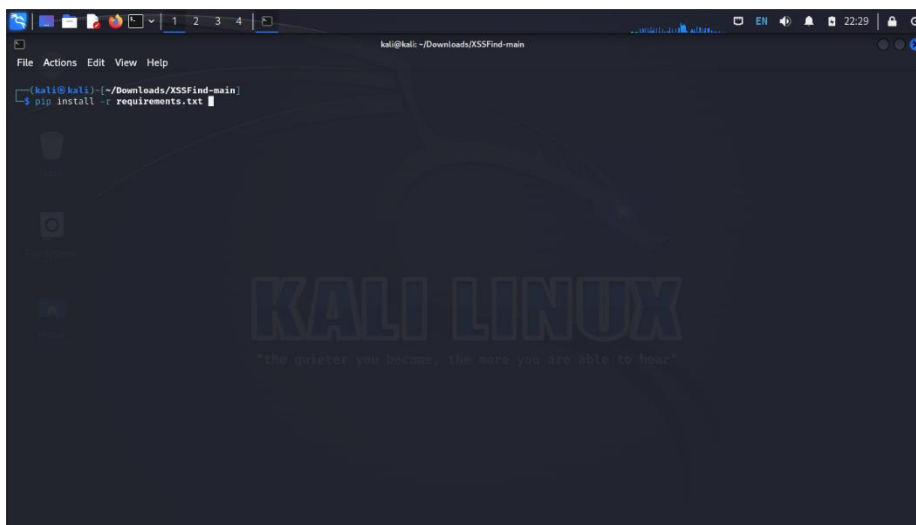 1 2 3 4
EN 22:29
kali@kali: ~/Downloads/XSSFind-main
File Actions Edit View Help
(kali㉿kali)-[~/Downloads/XSSFind-main]
$ pip install -r requirements.txt
KALI LINUX
"the quieter you become, the more you are able to hear"